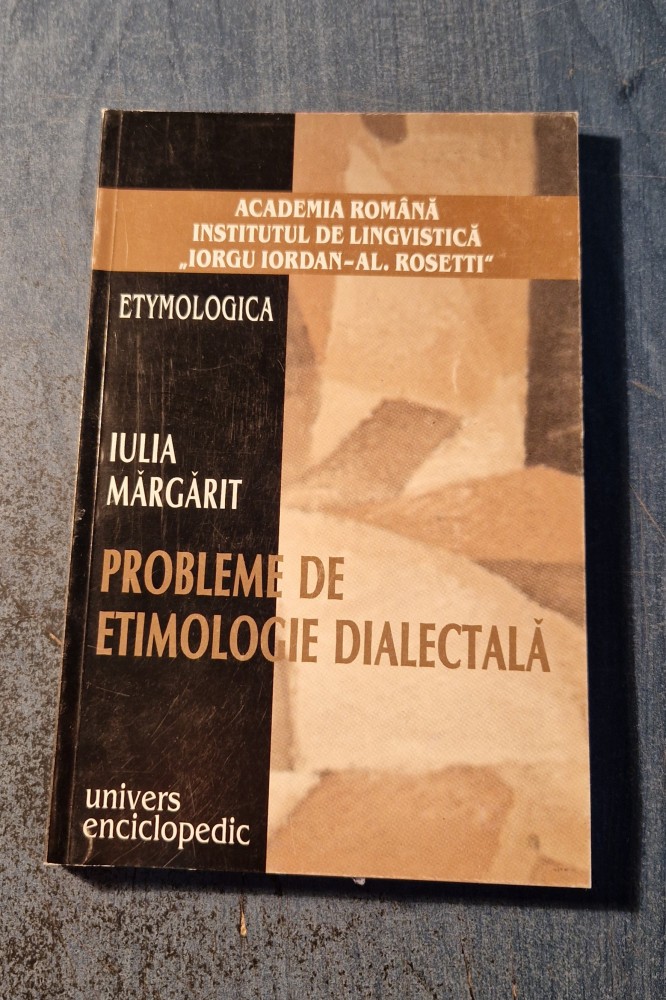 ACADEMIA ROMÂNĂ
INSTITUTUL DE LINGVISTICĂ
„IORGU IORDAN–AL. ROSETTI“
ETYMOLOGICA
IULIA
MĂRGĂRIT
PROBLEME DE
ETIMOLOGIE DIALECTALĂ
univers
enciclopedic